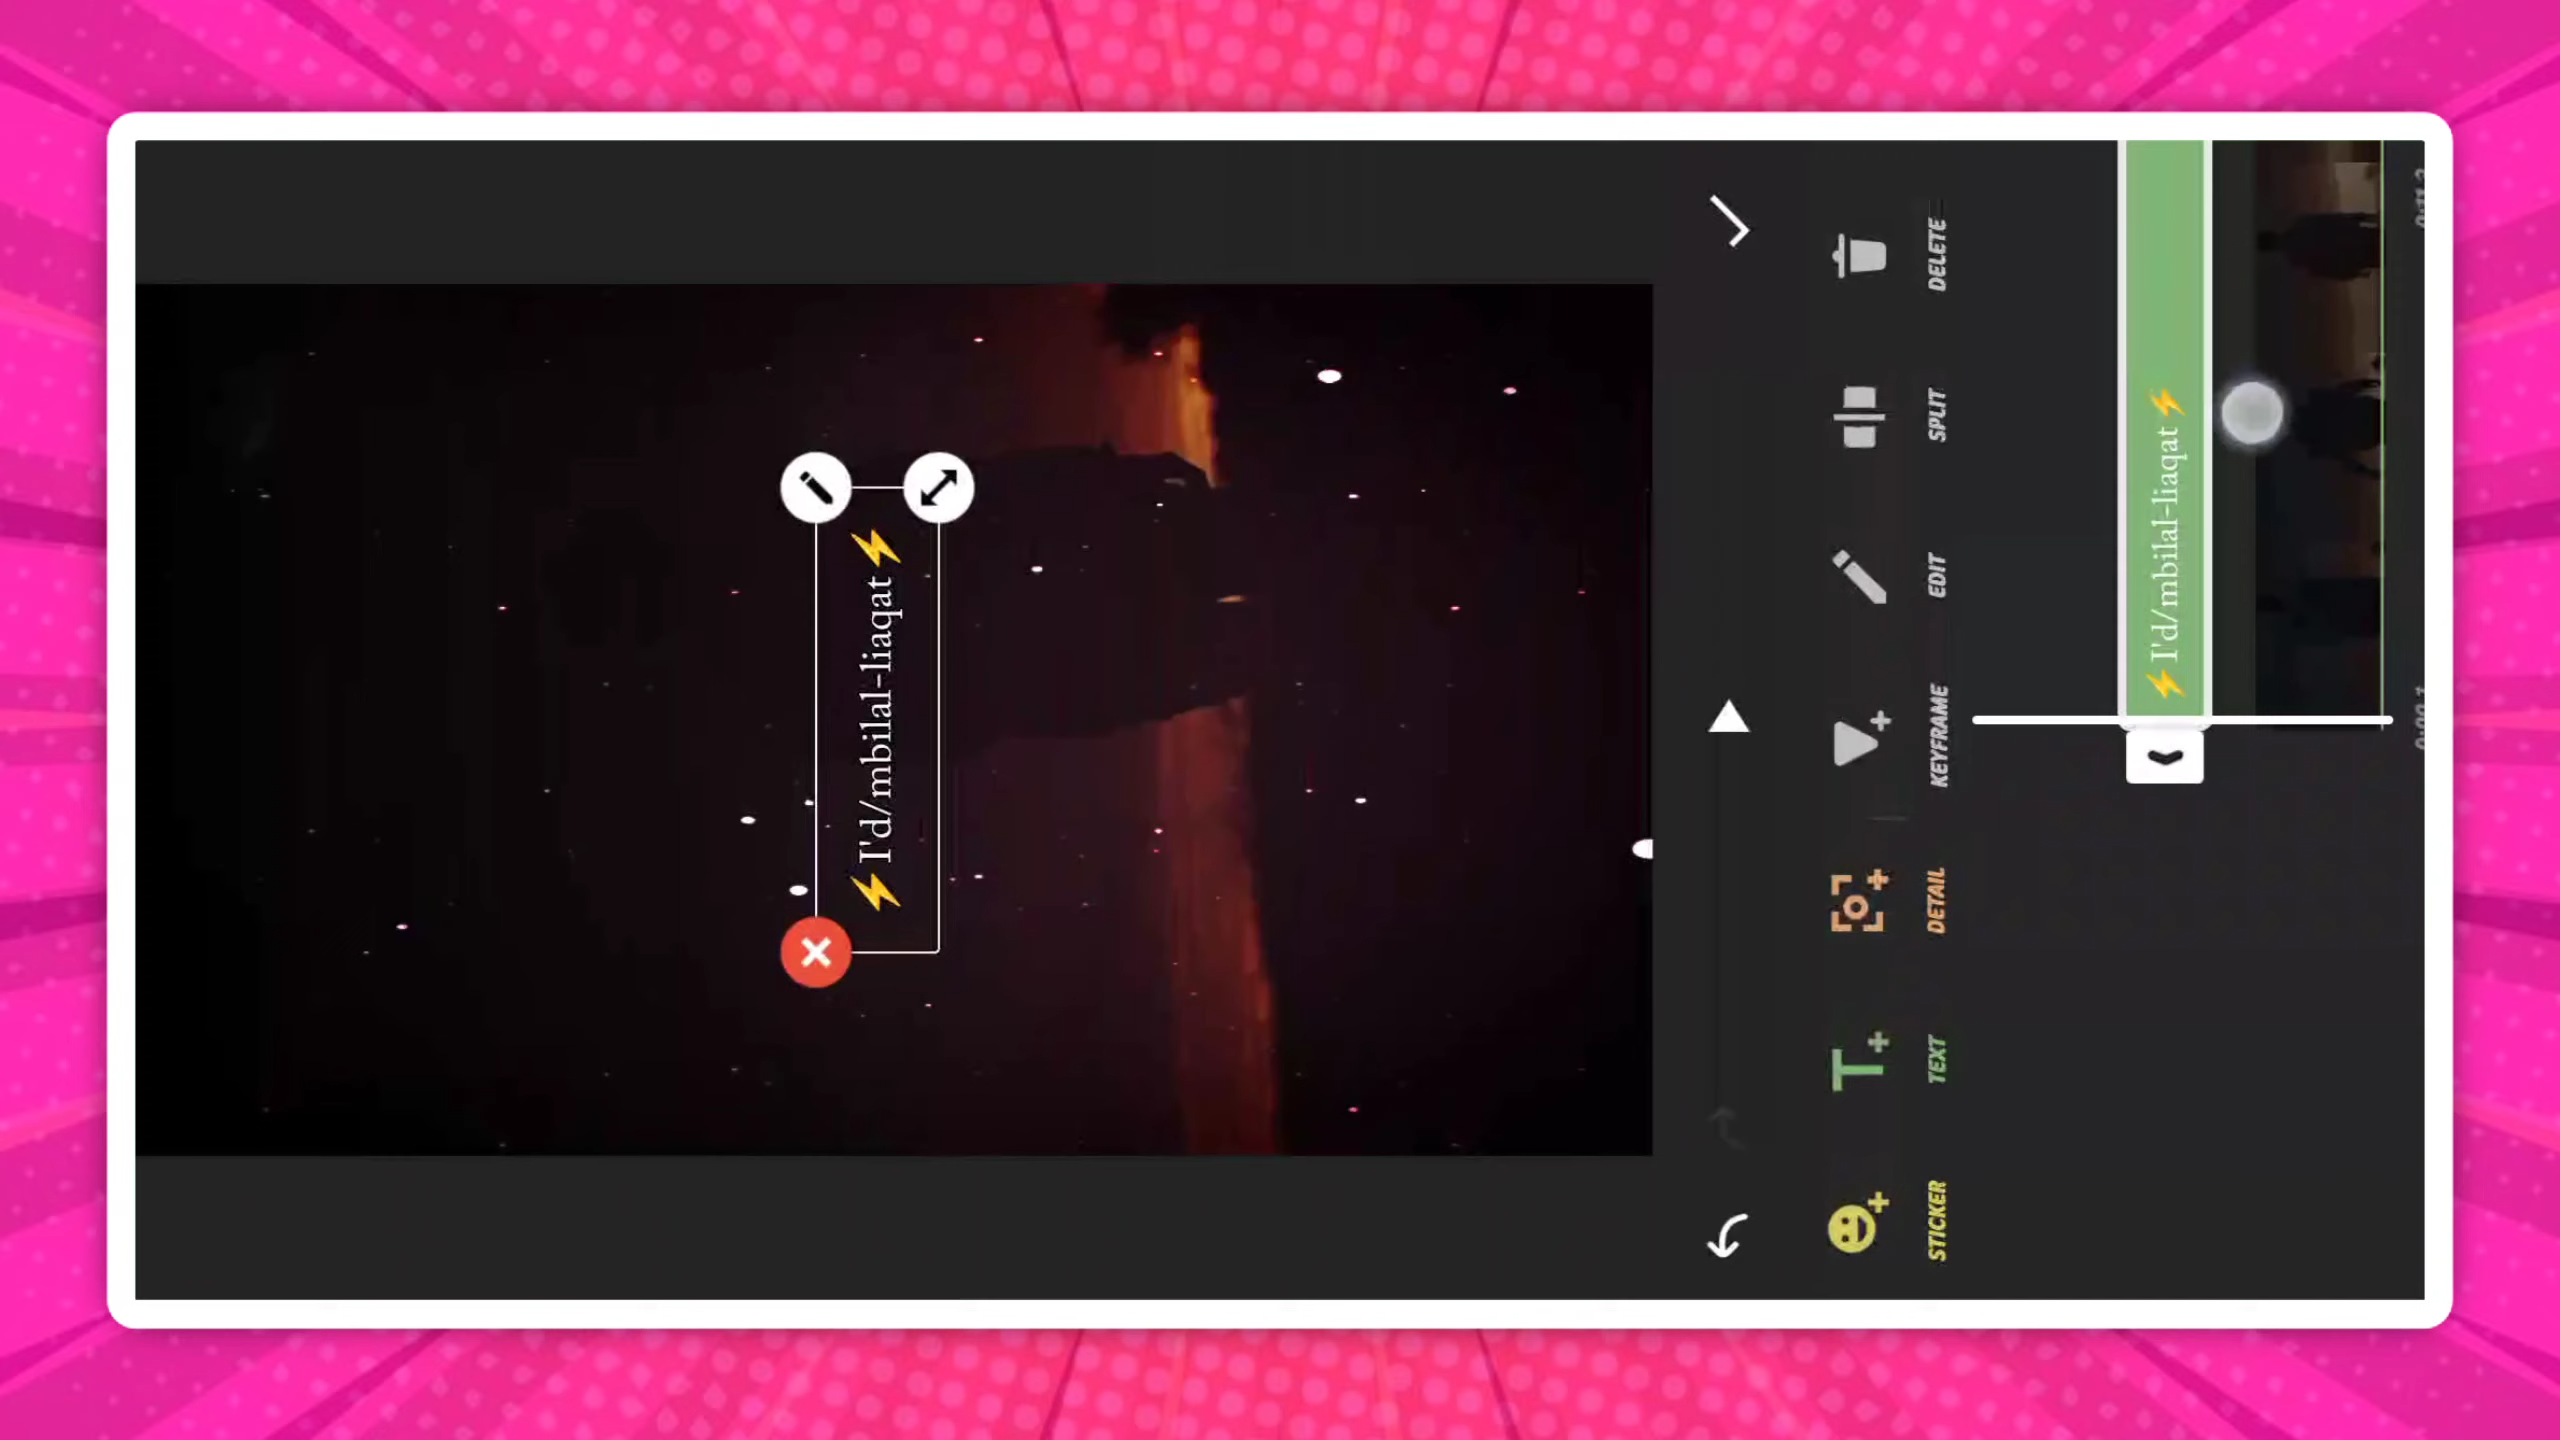 ⚡I'd/mbilal-liaqat⚡
STICKER
TEXT
DETAIL
KEYFRAME
EDIT
SPLIT
DELETE
⚡I'd/mbilal-liaqat⚡